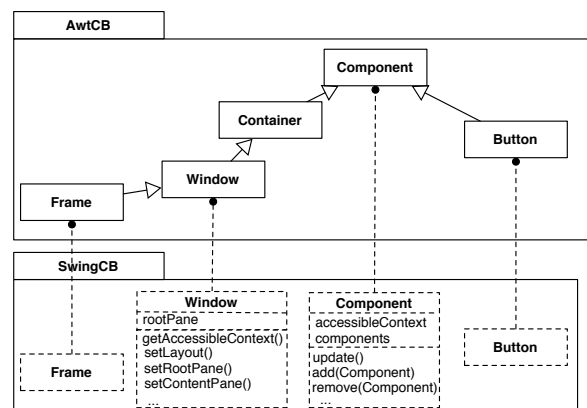 AwtCB
Component
Container
Button
Window
Frame
SwingCB
Window
rootPane
getAccessibleContext()
setLayout()
setRootPane()
setContentPane()
...
Component
accessibleContext
components
update()
add(Component)
remove(Component)
...
Button
Frame